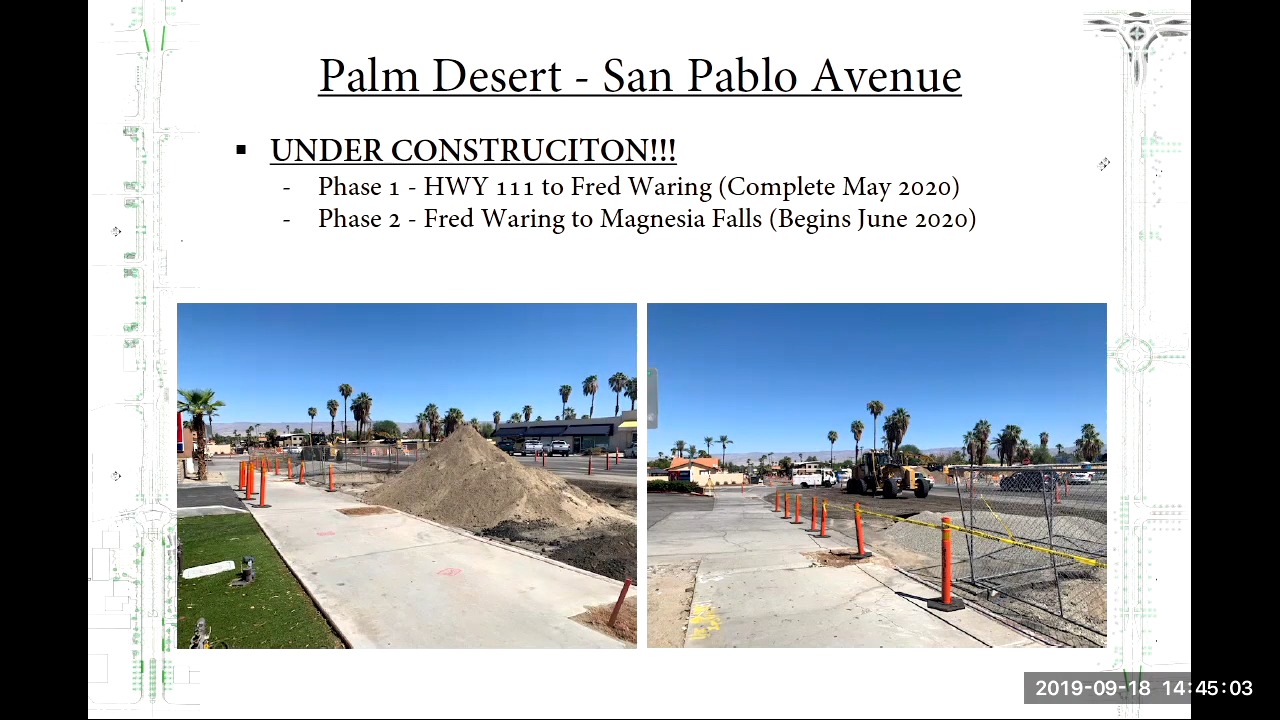 Palm Desert - San Pablo Avenue
▪ UNDER CONSTRUCITON!!!
- Phase 1 - HWY 111 to Fred Waring (Complete May 2020)
- Phase 2 - Fred Waring to Magnesia Falls (Begins June 2020)
2019-09-18 14:45:03